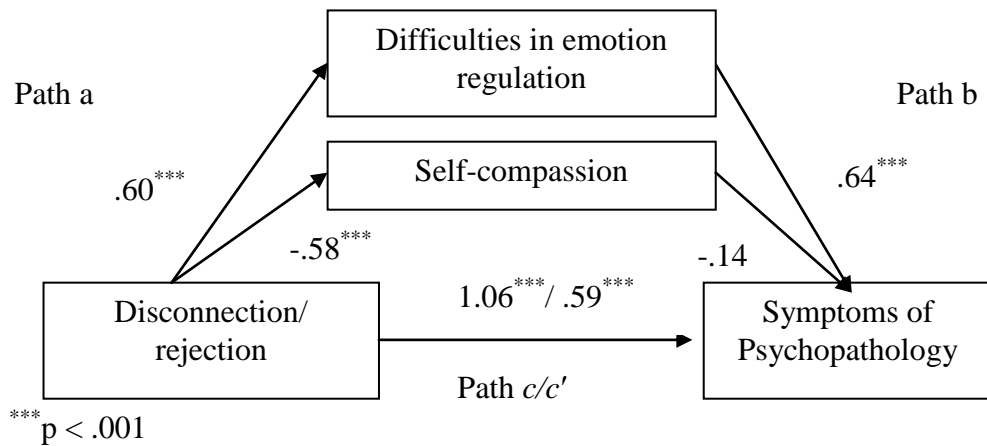 Difficulties in emotion
regulation
Path a
Path b
Self-compassion
.60***
.64***
-.58***
-.14
1.06***/ .59***
Disconnection/
rejection
Symptoms of
Psychopathology
Path c/c'
***p < .001